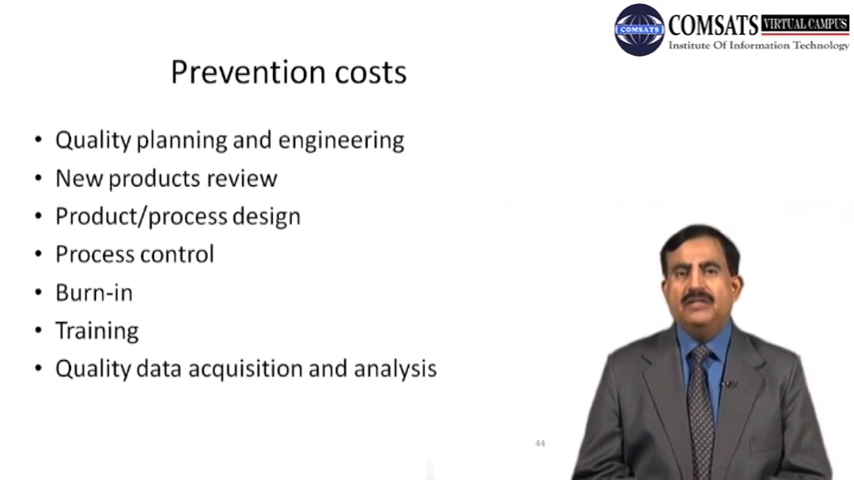 COMSATS VIRTUAL CAMPUS
COMSATS
Institute Of Information Technology
Prevention costs
• Quality planning and engineering
• New products review
• Product/process design
• Process control
• Burn-in
• Training
• Quality data acquisition and analysis
44